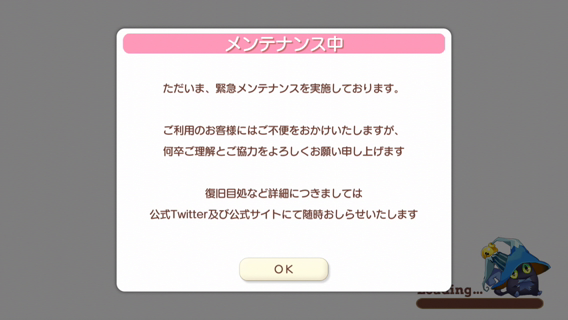 メンテナンス中
ただいま、緊急メンテナンスを実施しております。
ご利用のお客様にはご不便をおかけいたしますが、
何卒ご理解とご協力をよろしくお願い申し上げます
復旧目処など詳細につきましては
公式Twitter及び公式サイトにて随時おしらせいたします
OK
Loading...